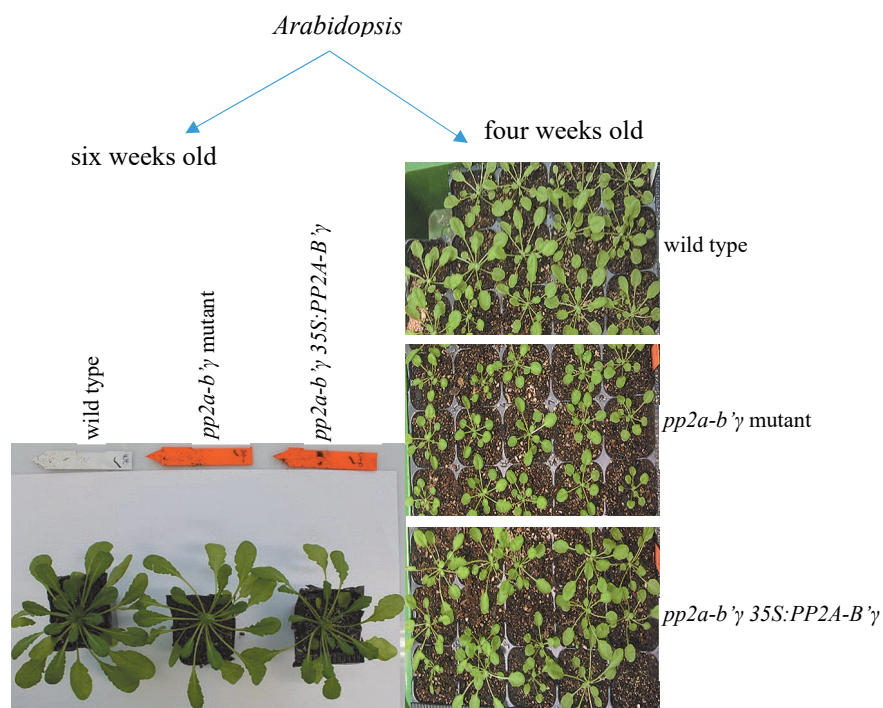 Arabidopsis
six weeks old
four weeks old
wild type
pp2a-b'γ mutant
pp2a-b'γ 35S:PP2A-B'γ
wild type
pp2a-b'γ mutant
pp2a-b'γ 35S:PP2A-B'γ